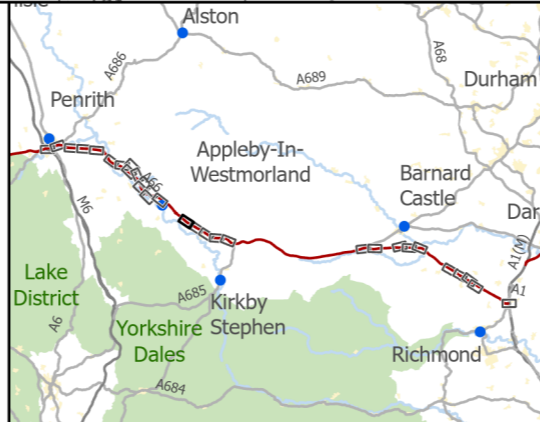 Alston
A686
A68
A689
Durham
Penrith
Appleby-In-
Westmorland
A66
Barnard
Castle
M6
Dar
A1(M)
Lake
District
A685
A1
A6
Kirkby
Stephen
Yorkshire
Dales
Richmond
A684